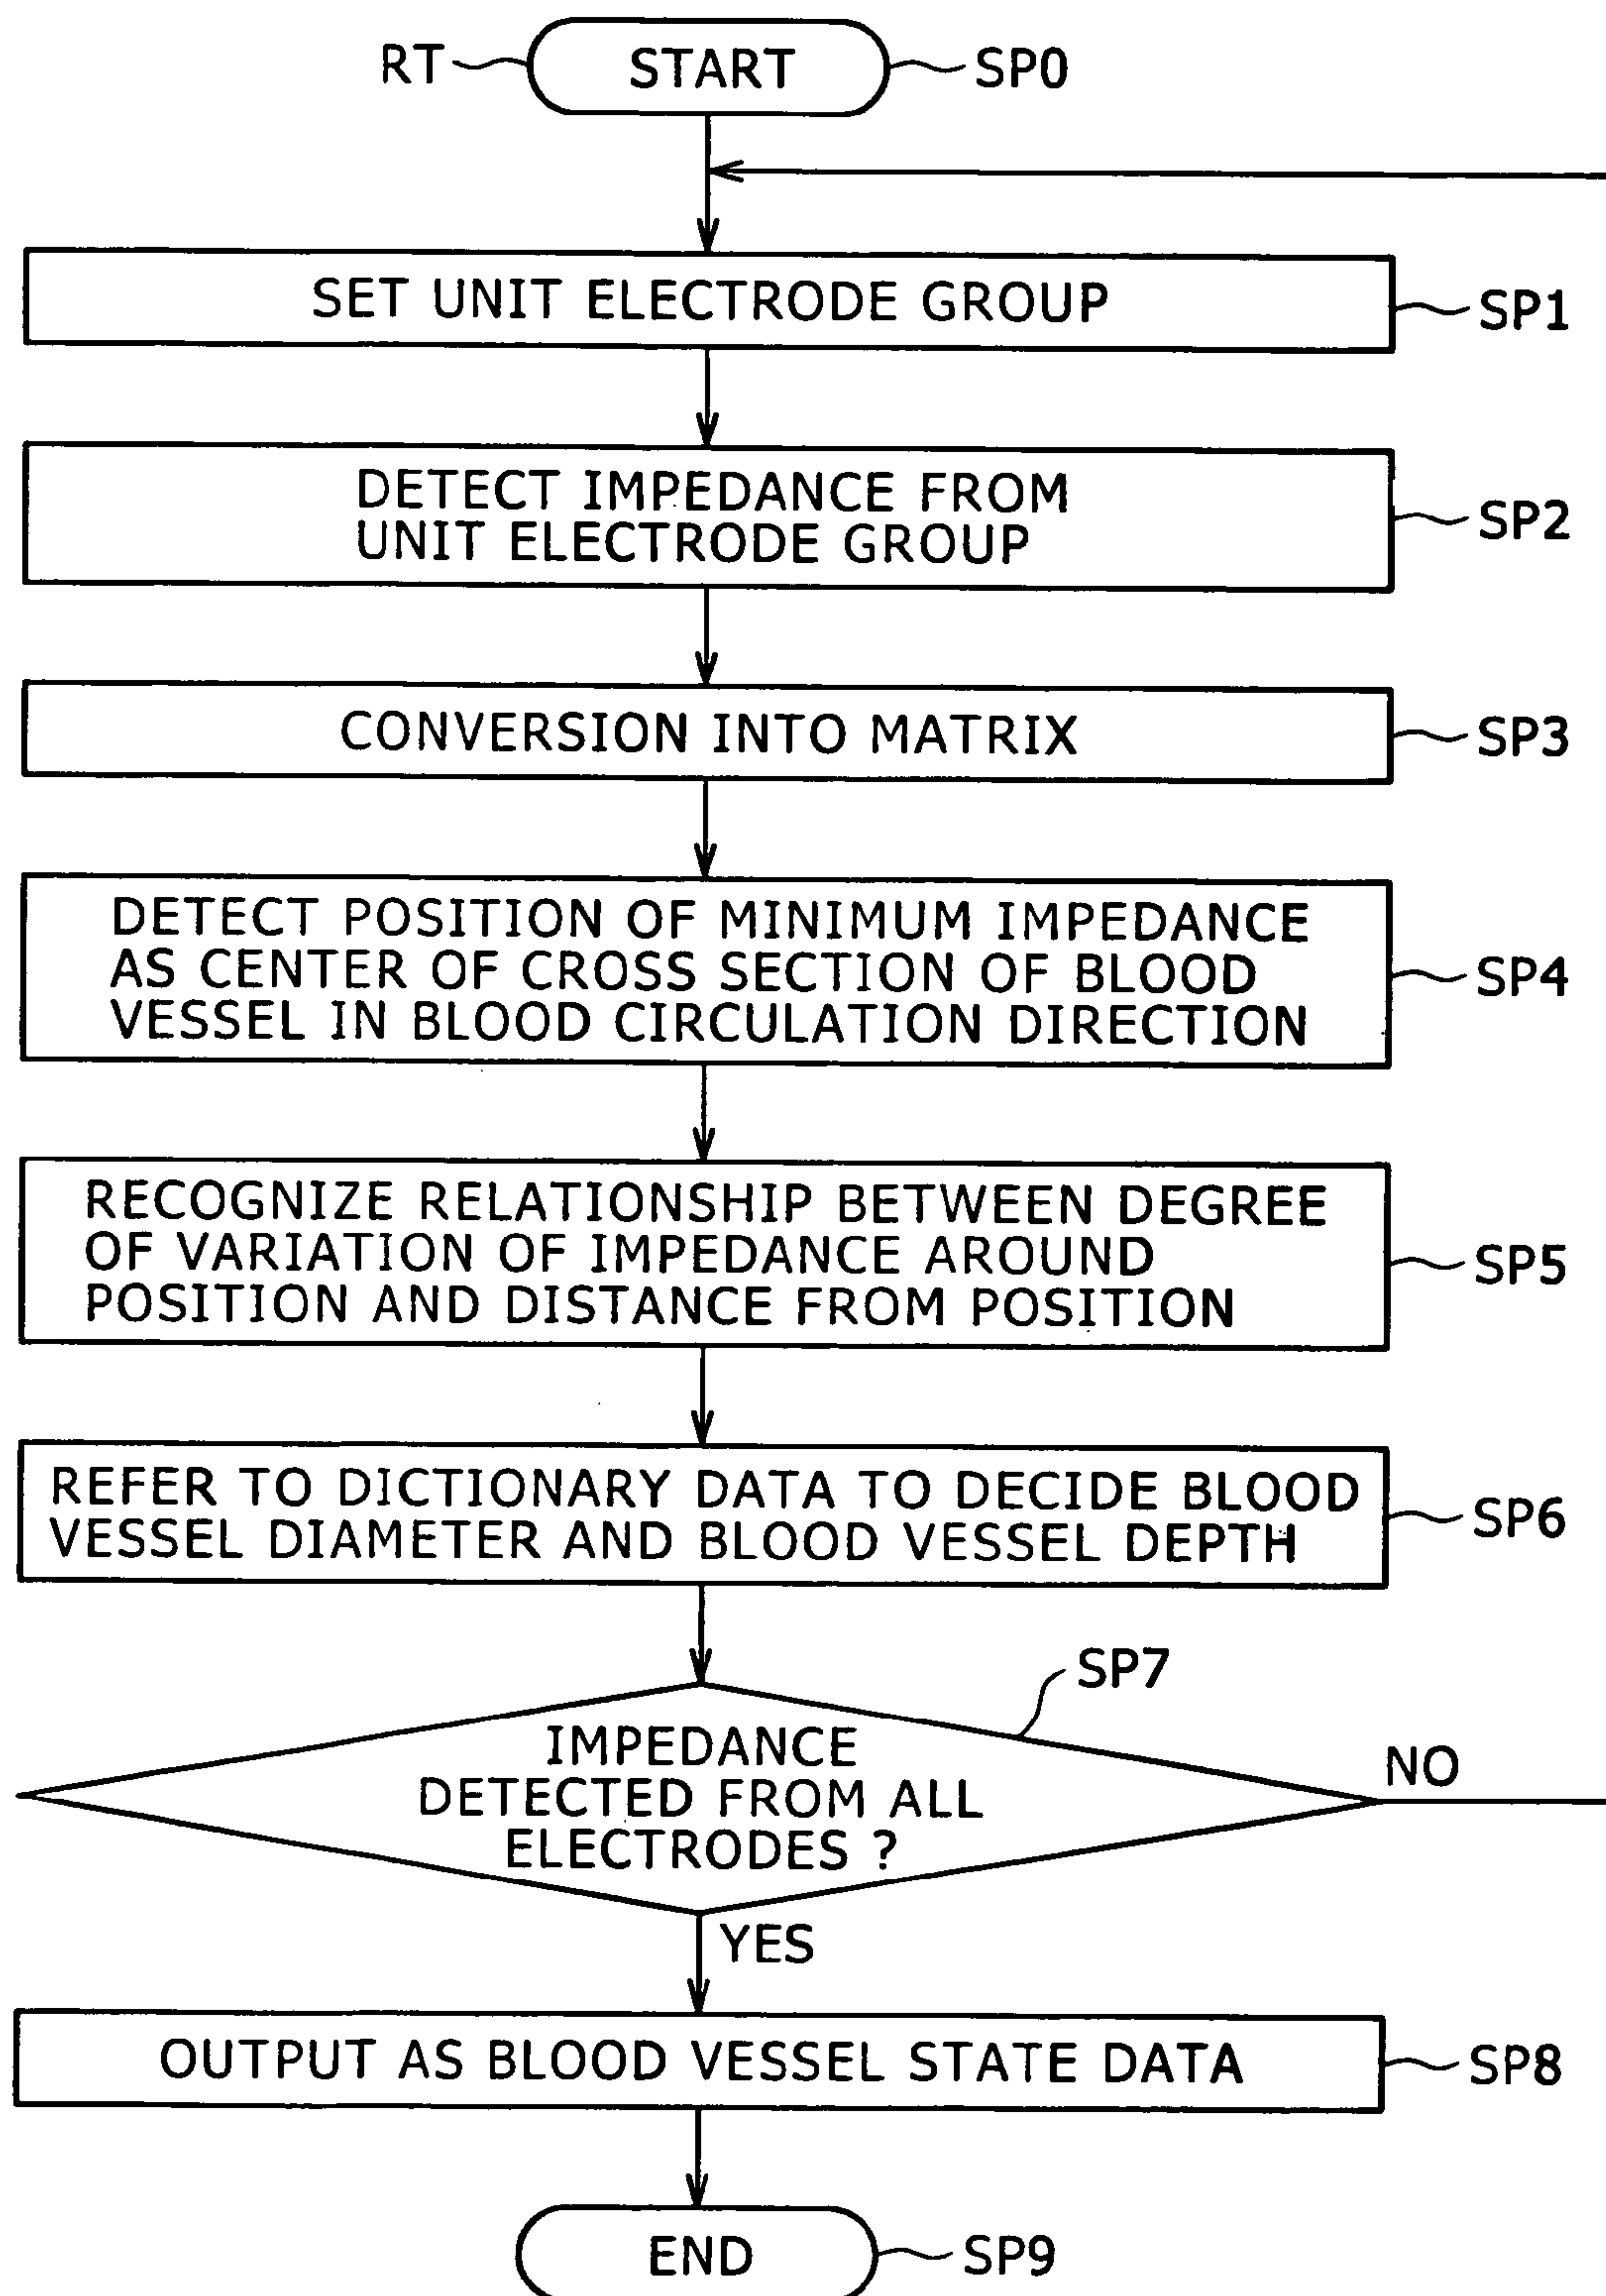 RT
START
SP0
SET UNIT ELECTRODE GROUP
SP1
DETECT IMPEDANCE FROM
UNIT ELECTRODE GROUP
SP2
CONVERSION INTO MATRIX
SP3
DETECT POSITION OF MINIMUM IMPEDANCE
AS CENTER OF CROSS SECTION OF BLOOD
VESSEL IN BLOOD CIRCULATION DIRECTION
SP4
RECOGNIZE RELATIONSHIP BETWEEN DEGREE
OF VARIATION OF IMPEDANCE AROUND
POSITION AND DISTANCE FROM POSITION
SP5
REFER TO DICTIONARY DATA TO DECIDE BLOOD
VESSEL DIAMETER AND BLOOD VESSEL DEPTH
SP6
SP7
IMPEDANCE
DETECTED FROM ALL
ELECTRODES ?
NO
YES
OUTPUT AS BLOOD VESSEL STATE DATA
SP8
END
SP9